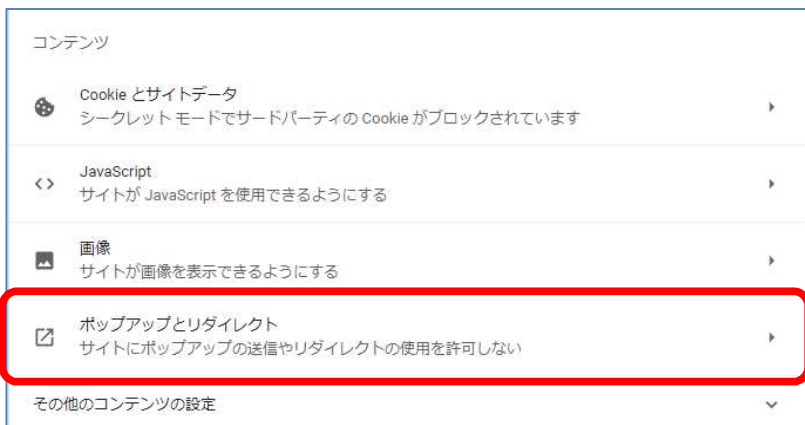 コンテンツ
Cookie とサイトデータ
シークレット モードでサードパーティの Cookie がブロックされています
JavaScript
サイトが JavaScript を使用できるようにする
画像
サイトが画像を表示できるようにする
ポップアップとリダイレクト
サイトにポップアップの送信やリダイレクトの使用を許可しない
その他のコンテンツの設定